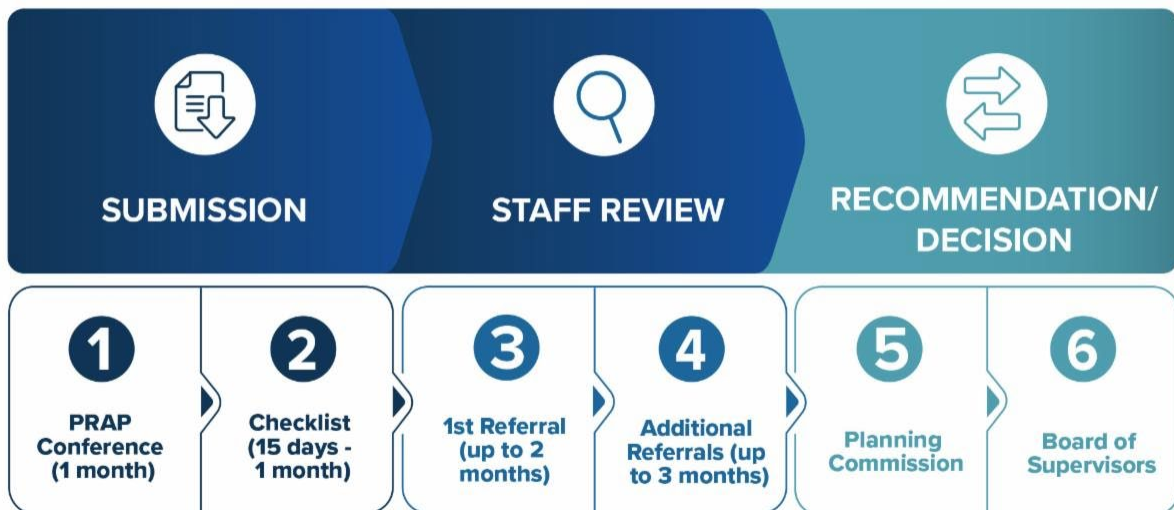 SUBMISSION
STAFF REVIEW
RECOMMENDATION/
DECISION
1
PRAP
Conference
(1 month)
2
Checklist
(15 days -
1 month)
3
1st Referral
(up to 2
months)
4
Additional
Referrals (up
to 3 months)
5
Planning
Commission
6
Board of
Supervisors